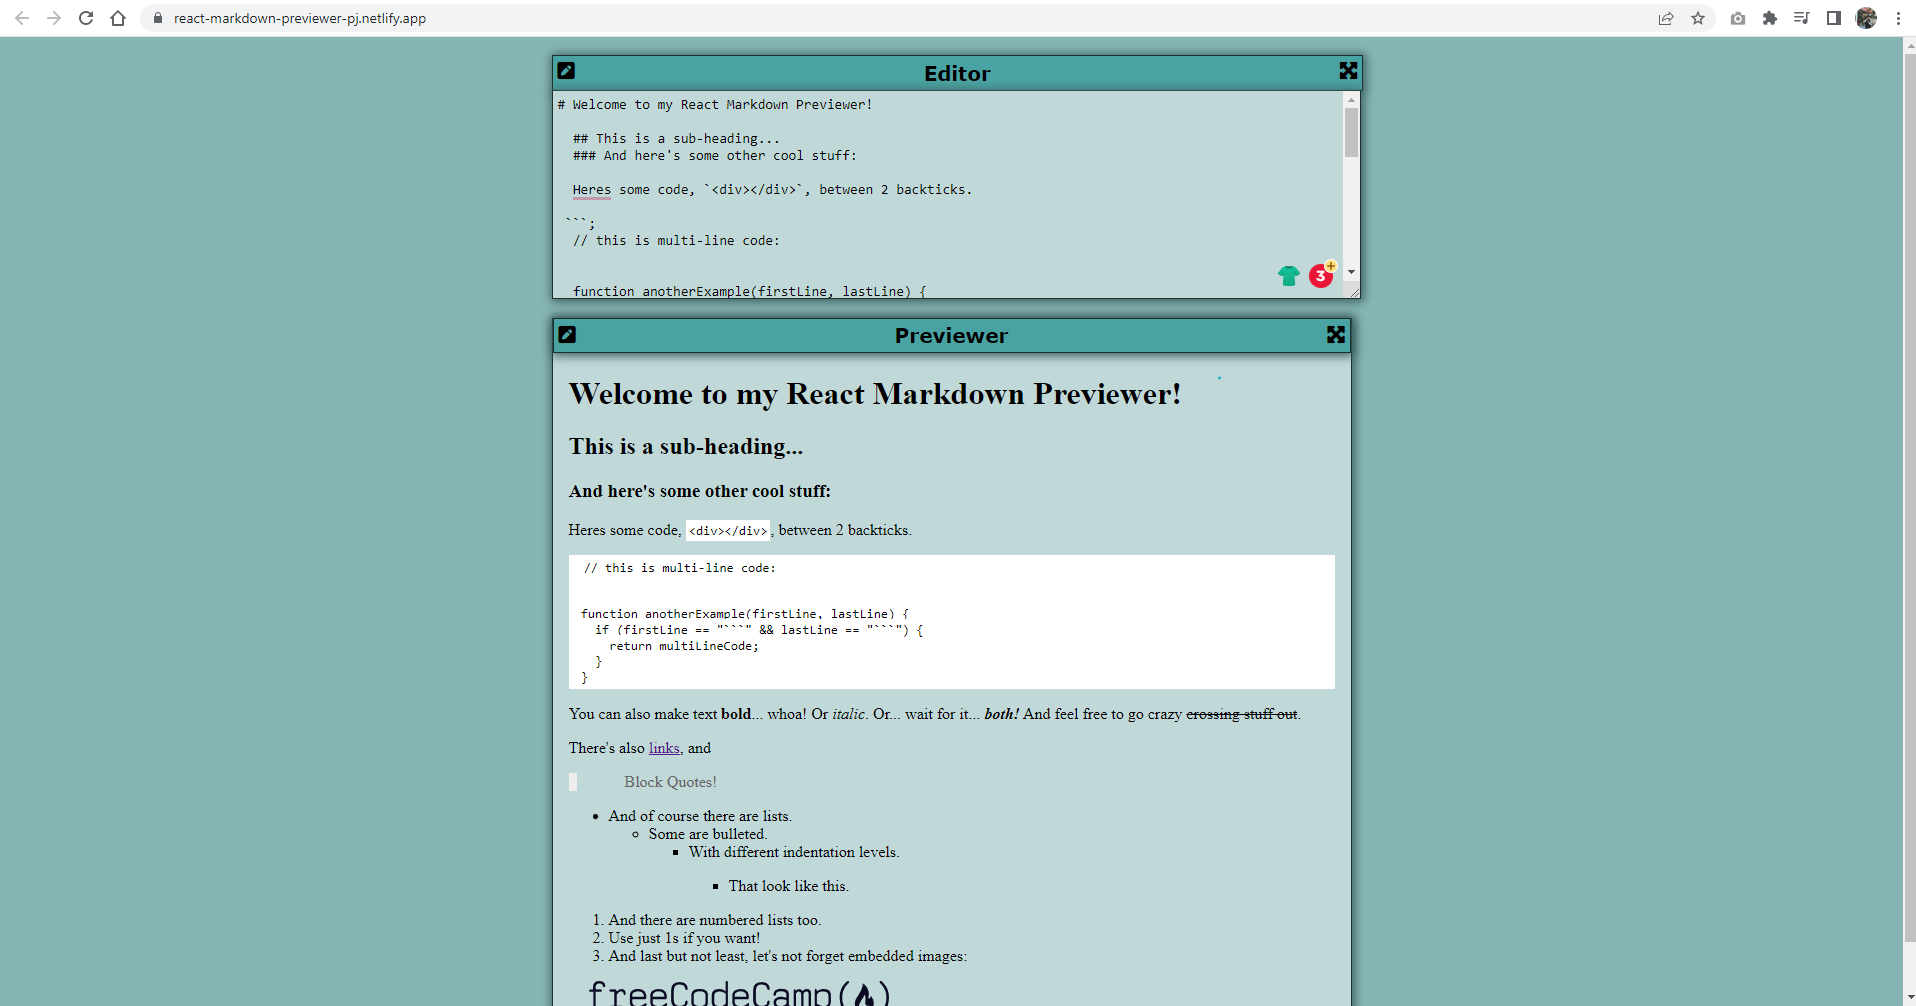 react-markdown-previewer-pj.netlify.app
Editor
# Welcome to my React Markdown Previewer!
## This is a sub-heading...
### And here's some other cool stuff:
Heres some code, `<div></div>`, between 2 backticks.
```;
// this is multi-line code:
function anotherExample(firstLine, lastLine) {
3
+
Previewer
Welcome to my React Markdown Previewer!
This is a sub-heading...
And here's some other cool stuff:
Heres some code, <div></div>, between 2 backticks.
// this is multi-line code:
function anotherExample(firstLine, lastLine) {
if (firstLine == "```" && lastLine == "```") {
return multiLineCode;
}
}
You can also make text bold... whoa! Or italic. Or... wait for it... both! And feel free to go crazy crossing stuff out.
There's also links, and
Block Quotes!
And of course there are lists.
Some are bulleted.
With different indentation levels.
That look like this.
1. And there are numbered lists too.
2. Use just 1s if you want!
3. And last but not least, let's not forget embedded images:
freeCodeCamp( )